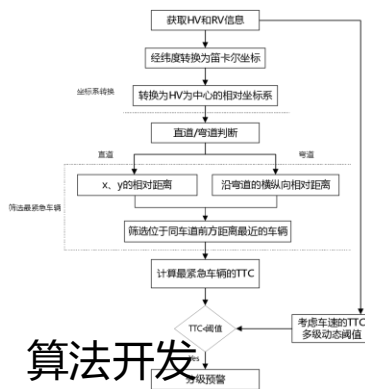 获取HV和RV信息
经纬度转换为笛卡尔坐标
坐标系转换
转换为HV为中心的相对坐标系
直道/弯道判断
直道
弯道
x、y的相对距离
沿弯道的横纵向相对距离
筛选最紧急车辆
筛选位于同车道前方距离最近的车辆
计算最紧急车辆的TTC
TTC<阈值
考虑车速的TTC
多级动态阈值
Yes
分级预警
算法开发